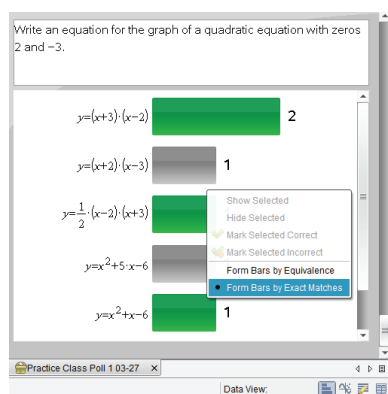 Write an equation for the graph of a quadratic equation with zeros
2 and −3.
y=(x+3)·(x−2) 2
y=(x+2)·(x−3) 1
y=1/2·(x−2)·(x+3)
y=x²+5·x−6
y=x²+x−6 1
Show Selected
Hide Selected
Mark Selected Correct
Mark Selected Incorrect
Form Bars by Equivalence
Form Bars by Exact Matches
Practice Class Poll 1 03-27
Data View: